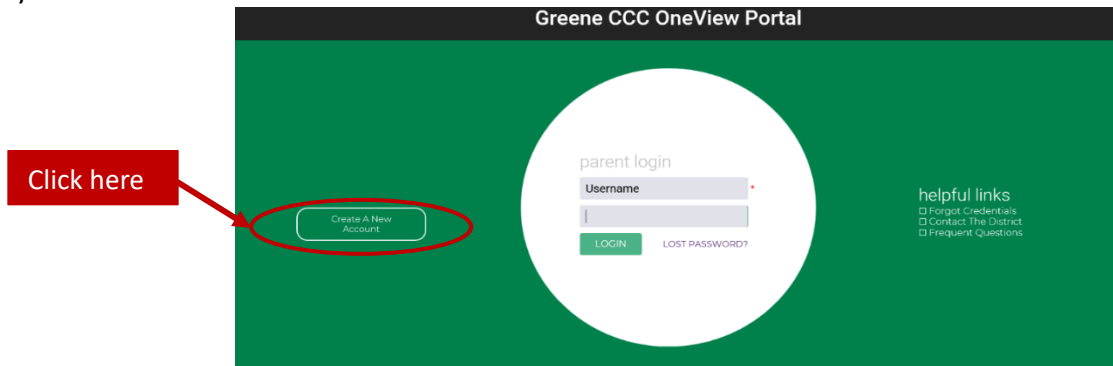 Greene CCC OneView Portal
Click here
Create A New
Account
parent login
Username *
LOGIN LOST PASSWORD?
helpful links
Forgot Credentials
Contact The District
Frequent Questions